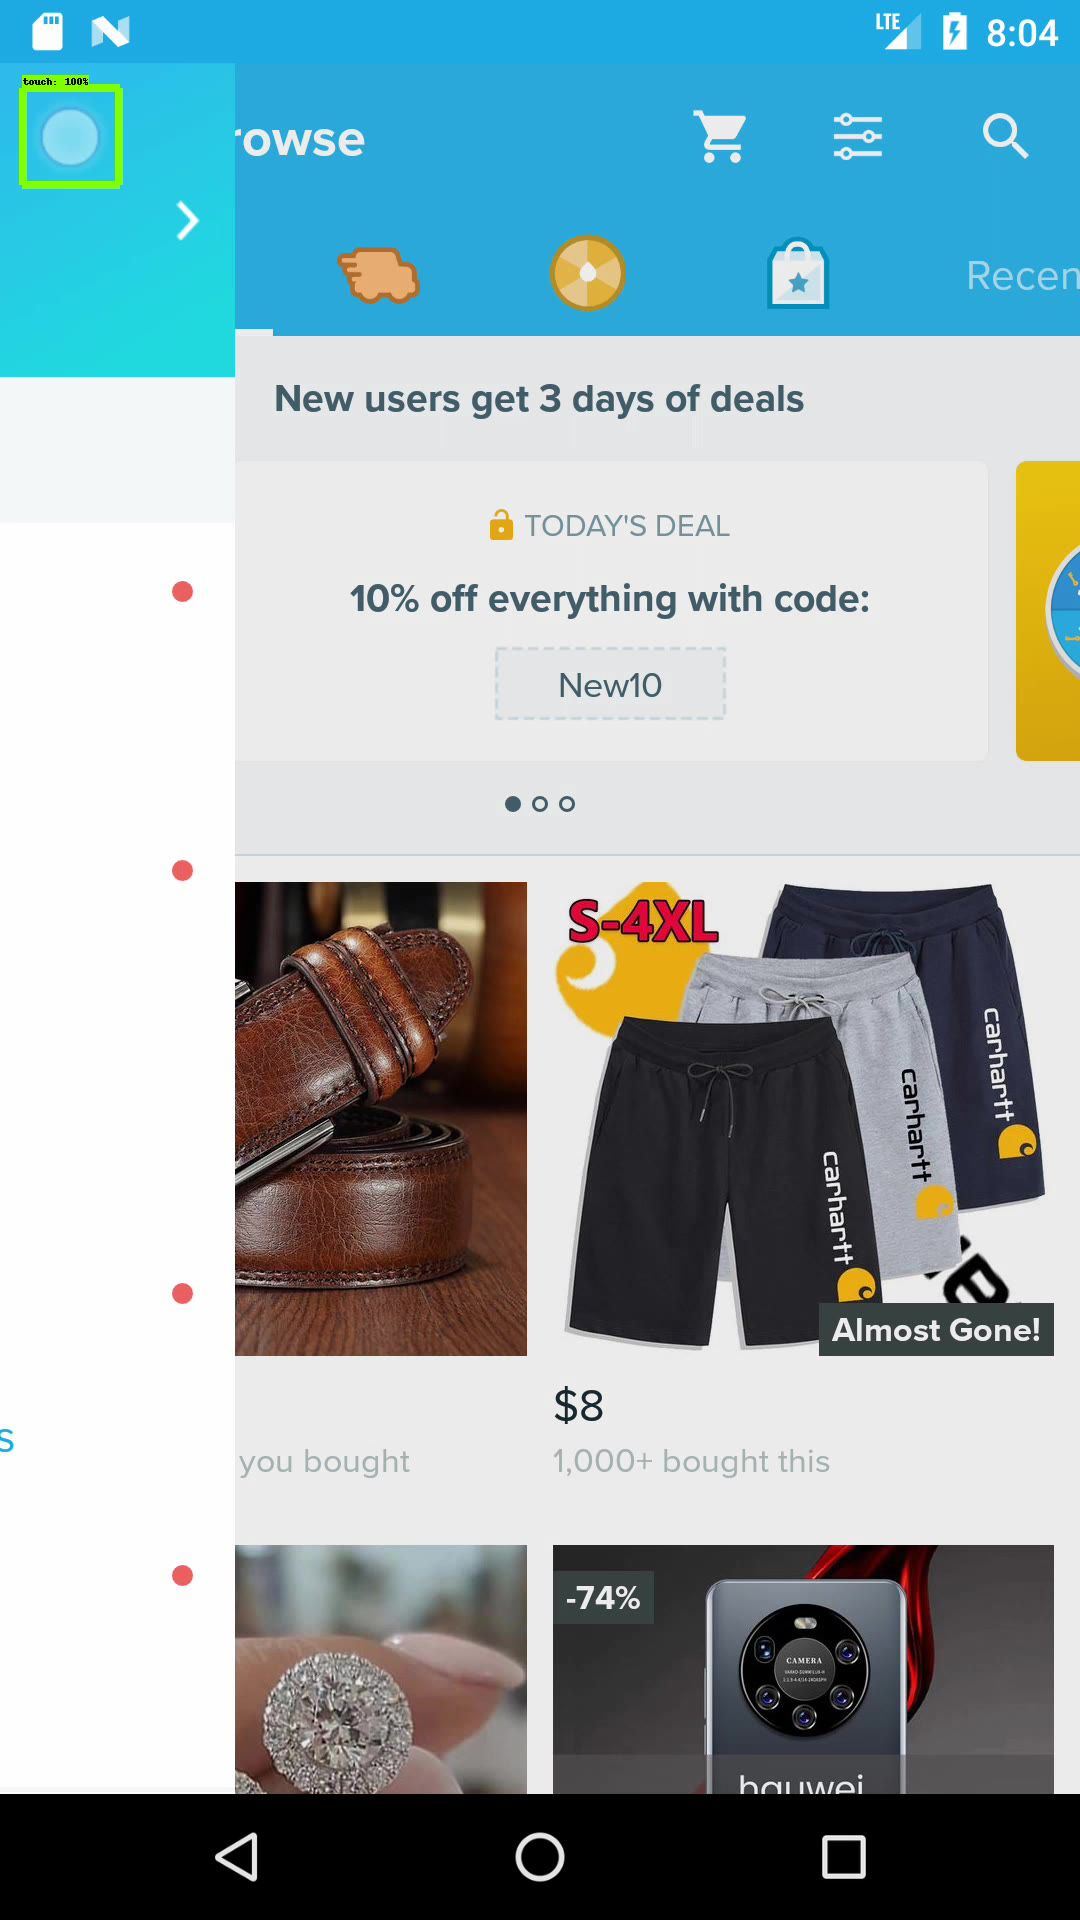 LTE
8:04
touch: 100%
rowse
Recen
New users get 3 days of deals
TODAY'S DEAL
10% off everything with code:
New10
S-4XL
carhartt
carhartt
carhartt
Almost Gone!
$8
s
you bought
1,000+ bought this
-74%
CAMERA
hauwei